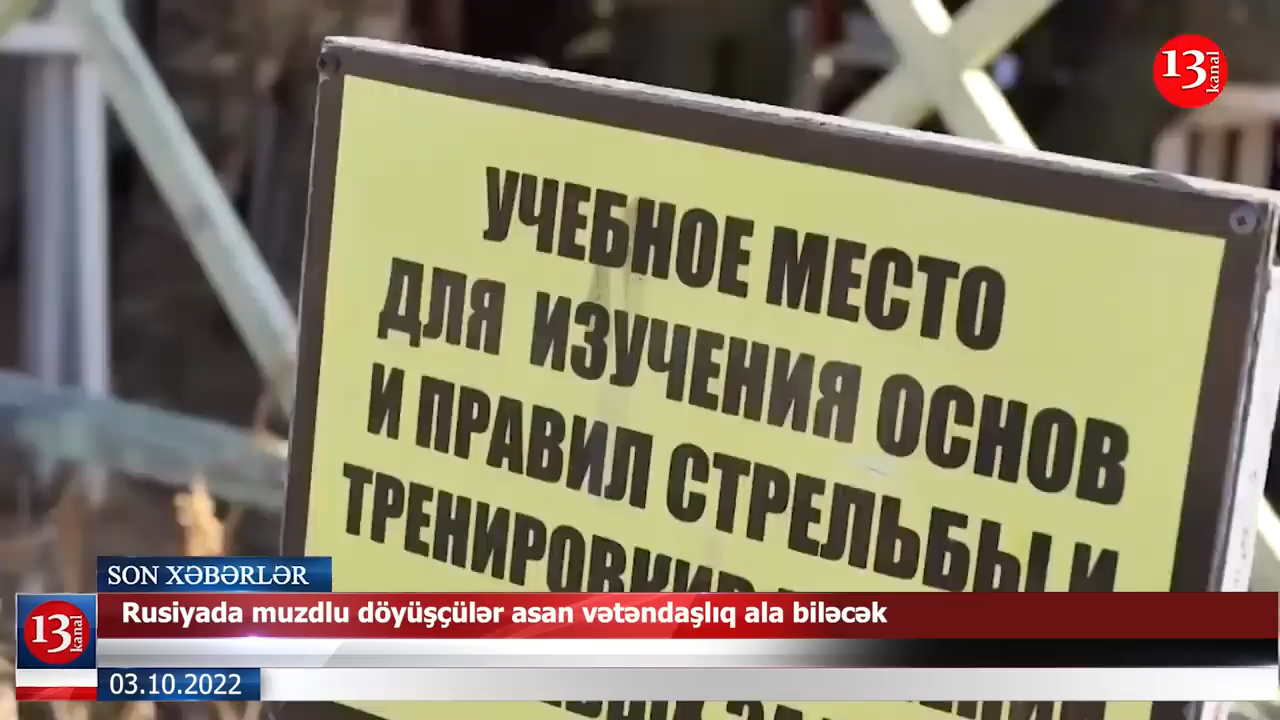 13 kanal
УЧЕБНОЕ МЕСТО
ДЛЯ ИЗУЧЕНИЯ ОСНОВ
И ПРАВИЛ СТРЕЛЬБЫ И
SON XƏBƏRLƏR
Rusiyada muzdlu döyüşçülər asan vətəndaşlıq ala biləcək
13 kanal
03.10.2022